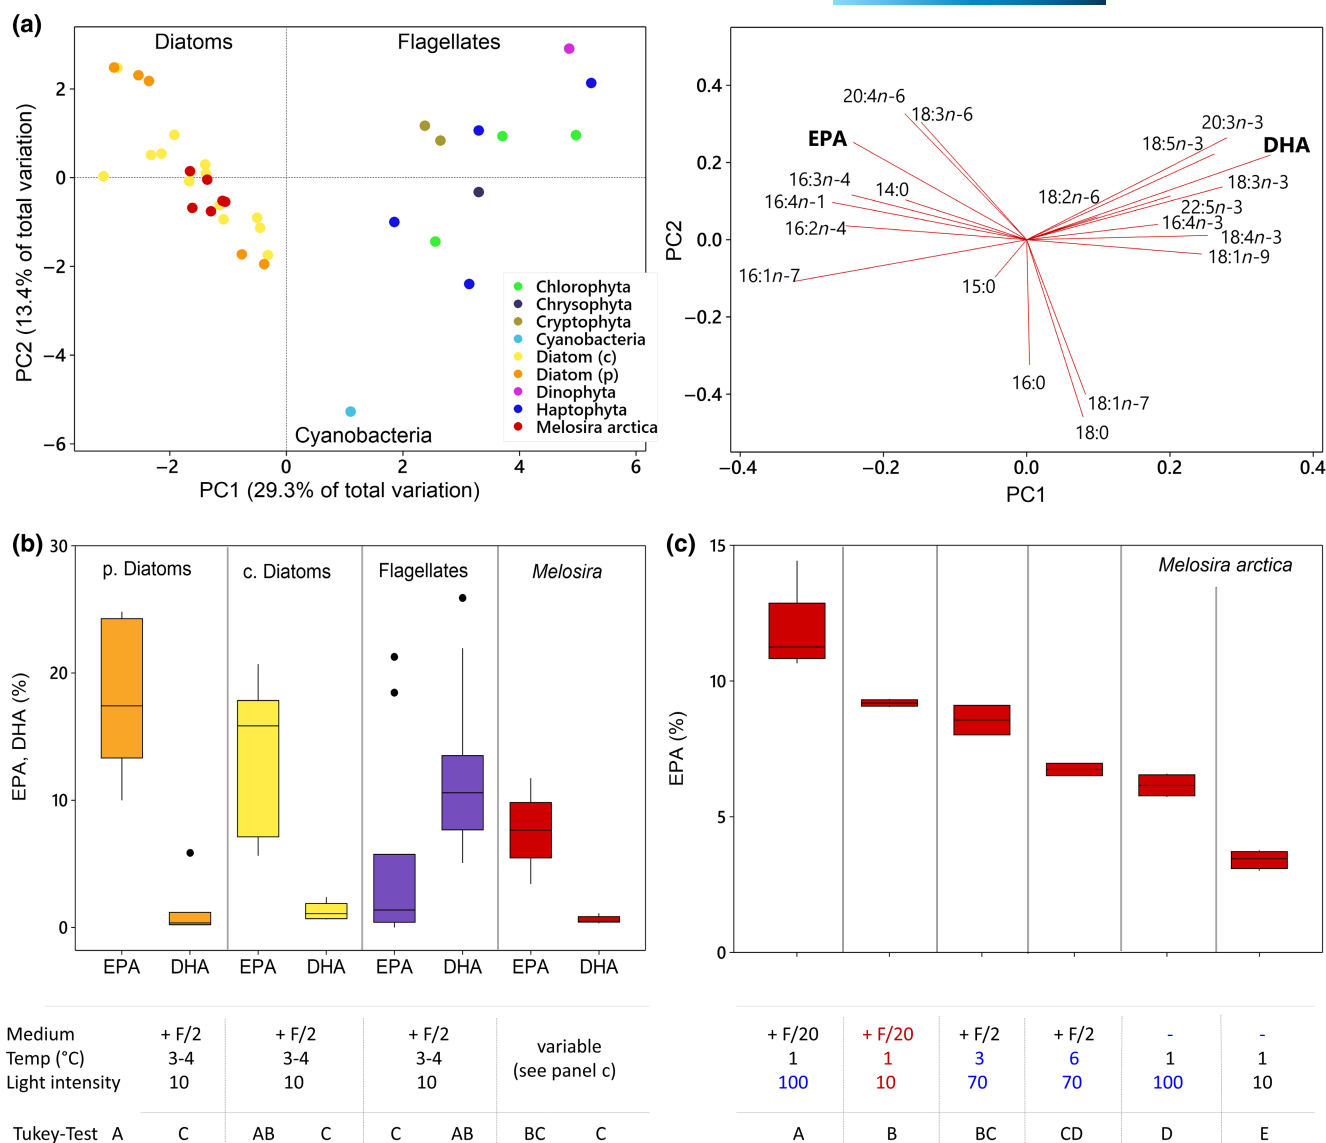 (a)
Diatoms
Flagellates
PC2 (13.4% of total variation)
2
0
−2
−4
−6
Chlorophyta
Chrysophyta
Cryptophyta
Cyanobacteria
Diatom (c)
Diatom (p)
Dinophyta
Haptophyta
Melosira arctica
Cyanobacteria
−2 0 2 4 6
PC1 (29.3% of total variation)
PC2
0.4
0.2
0.0
−0.2
−0.4
20:4n-6
18:3n-6
EPA
16:3n-4
14:0
16:4n-1
16:2n-4
16:1n-7
15:0
16:0
18:1n-7
18:0
20:3n-3
18:5n-3
DHA
18:3n-3
18:2n-6
22:5n-3
16:4n-3
18:4n-3
18:1n-9
−0.4 −0.2 0.0 0.2 0.4
PC1
(b)
EPA, DHA (%)
30
20
10
0
p. Diatoms c. Diatoms Flagellates Melosira
EPA DHA EPA DHA EPA DHA EPA DHA
Medium + F/2 + F/2 + F/2
Temp (°C) 3-4 3-4 3-4
Light intensity 10 10 10
variable
(see panel c)
Tukey-Test A C AB C C AB BC C
(c)
EPA (%)
15
10
5
0
Melosira arctica
+ F/20 + F/20 + F/2 + F/2 - -
1 1 3 6 1 1
100 10 70 70 100 10
A B BC CD D E